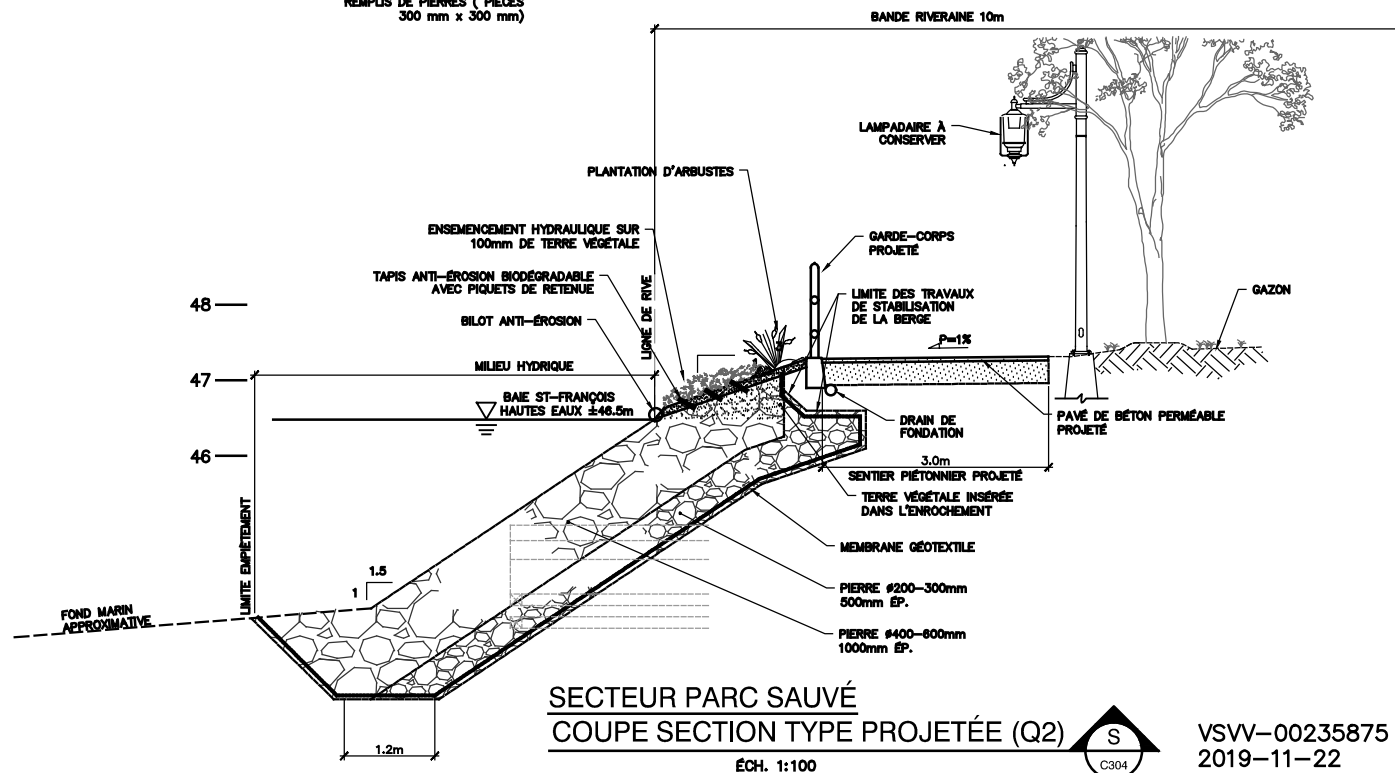 REMPLIS DE PIERRES ( PIECES
300 mm x 300 mm)
BANDE RIVERAINE 10m
LAMPADAIRE À
CONSERVER
PLANTATION D'ARBUSTES
ENSEMENCEMENT HYDRAULIQUE SUR
100mm DE TERRE VÉGÉTALE
GARDE-CORPS
PROJETÉ
TAPIS ANTI-ÉROSION BIODÉGRADABLE
AVEC PIQUETS DE RETENUE
LIGNE DE RIVE
LIMITE DES TRAVAUX
DE STABILISATION
DE LA BERGE
GAZON
48
BILOT ANTI-ÉROSION
P=1%
MILIEU HYDRIQUE
47
BAIE ST-FRANÇOIS
HAUTES EAUX ±46.5m
DRAIN DE
FONDATION
PAVÉ DE BÉTON PERMÉABLE
PROJETÉ
46
3.0m
SENTIER PIÉTONNIER PROJETÉ
TERRE VÉGÉTALE INSÉRÉE
DANS L'ENROCHEMENT
LIMITE EMPIÈTEMENT
MEMBRANE GÉOTEXTILE
1.5
1
PIERRE ø200-300mm
500mm ÉP.
FOND MARIN
APPROXIMATIVE
PIERRE ø400-600mm
1000mm ÉP.
1.2m
SECTEUR PARC SAUVÉ
COUPE SECTION TYPE PROJETÉE (Q2)
ÉCH. 1:100
S
C304
VSVV-00235875
2019-11-22